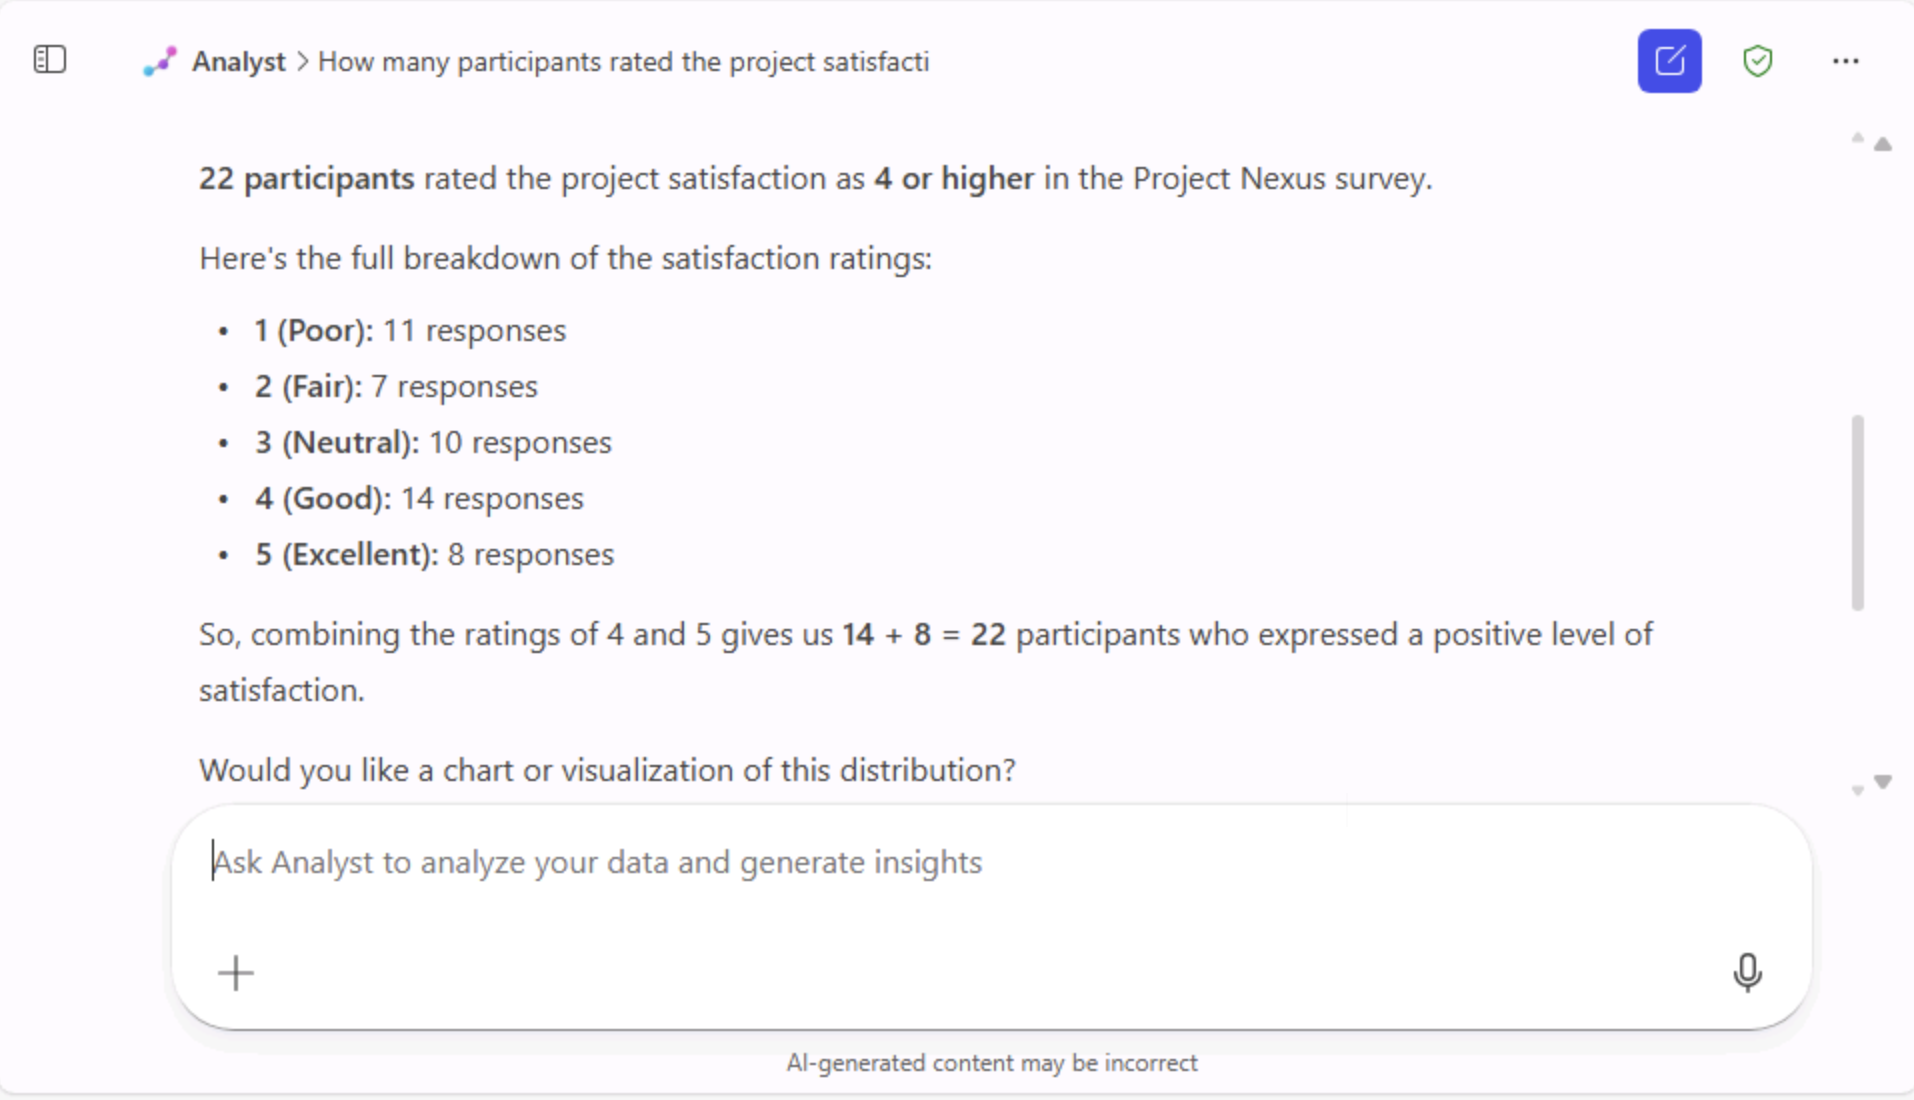 Analyst > How many participants rated the project satisfacti
22 participants rated the project satisfaction as 4 or higher in the Project Nexus survey.
Here's the full breakdown of the satisfaction ratings:
• 1 (Poor): 11 responses
• 2 (Fair): 7 responses
• 3 (Neutral): 10 responses
• 4 (Good): 14 responses
• 5 (Excellent): 8 responses
So, combining the ratings of 4 and 5 gives us 14 + 8 = 22 participants who expressed a positive level of
satisfaction.
Would you like a chart or visualization of this distribution?
Ask Analyst to analyze your data and generate insights
AI-generated content may be incorrect